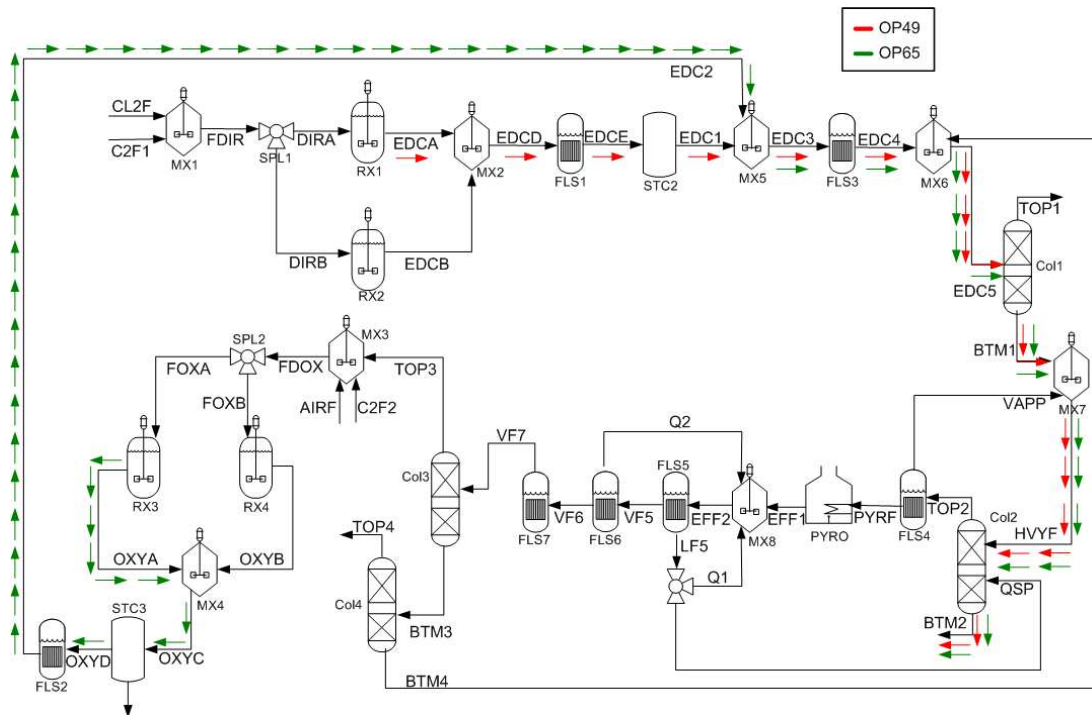 OP49
OP65
EDC2
CL2F
C2F1
MX1
FDIR
SPL1
DIRA
RX1
EDCA
MX2
EDCD
FLS1
EDCE
STC2
EDC1
MX5
EDC3
FLS3
EDC4
MX6
TOP1
Col1
EDC5
DIRB
RX2
EDCB
BTM1
MX7
VAPP
SPL2
MX3
FOXA
FDOX
TOP3
FOXB
AIRF
C2F2
RX3
RX4
Col3
VF7
Q2
FLS5
FLS7
VF6
FLS6
VF5
EFF2
MX8
EFF1
PYRO
PYRF
FLS4
TOP2
Col2
HVYF
QSP
LF5
Q1
BTM2
OXYA
OXYB
MX4
TOP4
Col4
BTM3
STC3
OXYC
OXYD
FLS2
BTM4